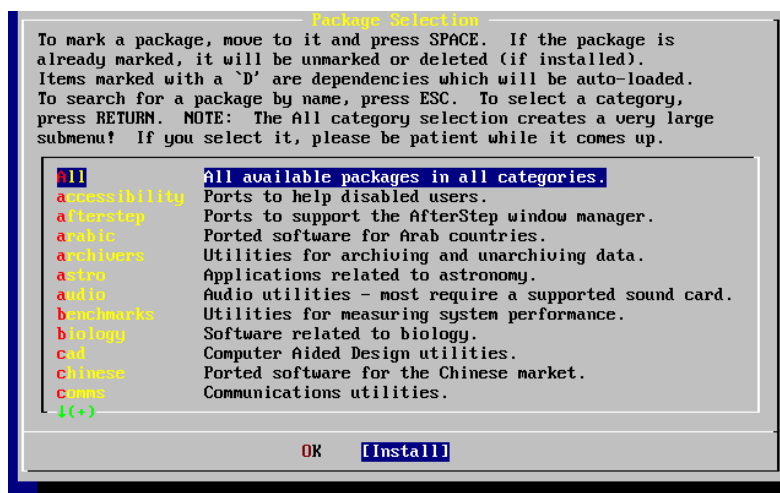 Package Selection
To mark a package, move to it and press SPACE.  If the package is
already marked, it will be unmarked or deleted (if installed).
Items marked with a `D' are dependencies which will be auto-loaded.
To search for a package by name, press ESC.  To select a category,
press RETURN.  NOTE:  The All category selection creates a very large
submenu!  If you select it, please be patient while it comes up.
All All available packages in all categories.
accessibility Ports to help disabled users.
afterstep Ports to support the AfterStep window manager.
arabic Ported software for Arab countries.
archivers Utilities for archiving and unarchiving data.
astro Applications related to astronomy.
audio Audio utilities - most require a supported sound card.
benchmarks Utilities for measuring system performance.
biology Software related to biology.
cad Computer Aided Design utilities.
chinese Ported software for the Chinese market.
comms Communications utilities.
↓(+)
OK [Install]